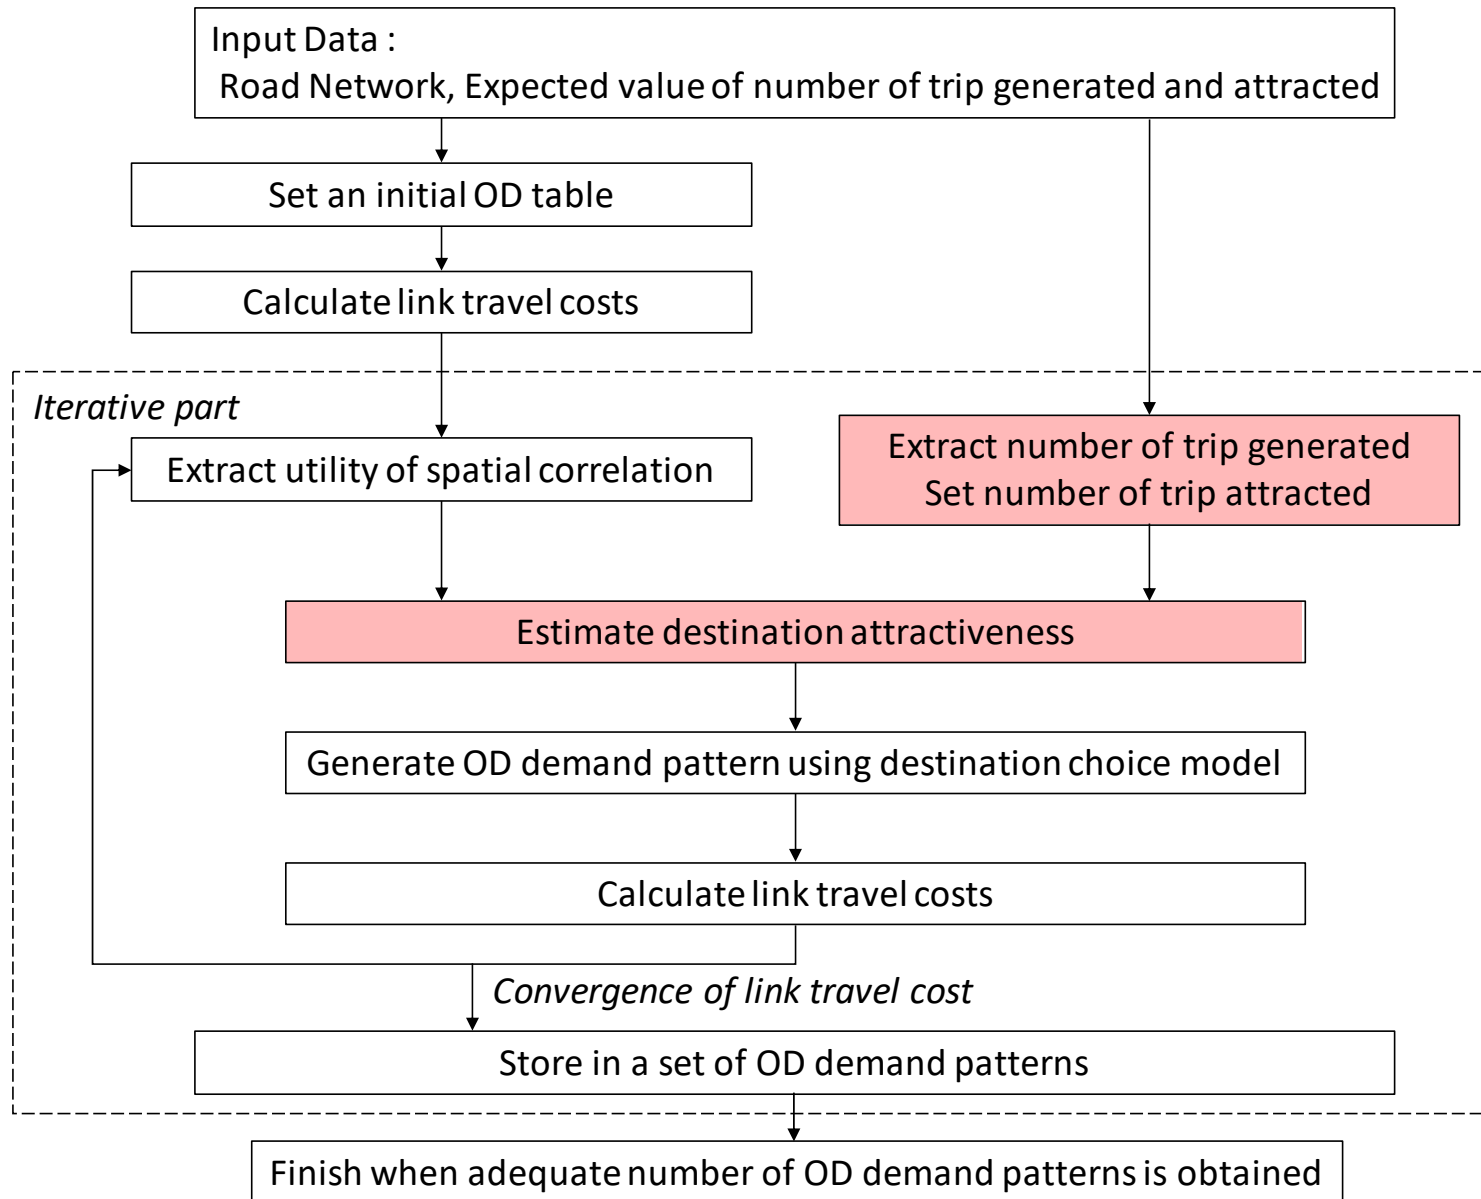 Input Data :
Road Network, Expected value of number of trip generated and attracted
Set an initial OD table
Calculate link travel costs
Iterative part
Extract utility of spatial correlation
Extract number of trip generated
Set number of trip attracted
Estimate destination attractiveness
Generate OD demand pattern using destination choice model
Calculate link travel costs
Convergence of link travel cost
Store in a set of OD demand patterns
Finish when adequate number of OD demand patterns is obtained